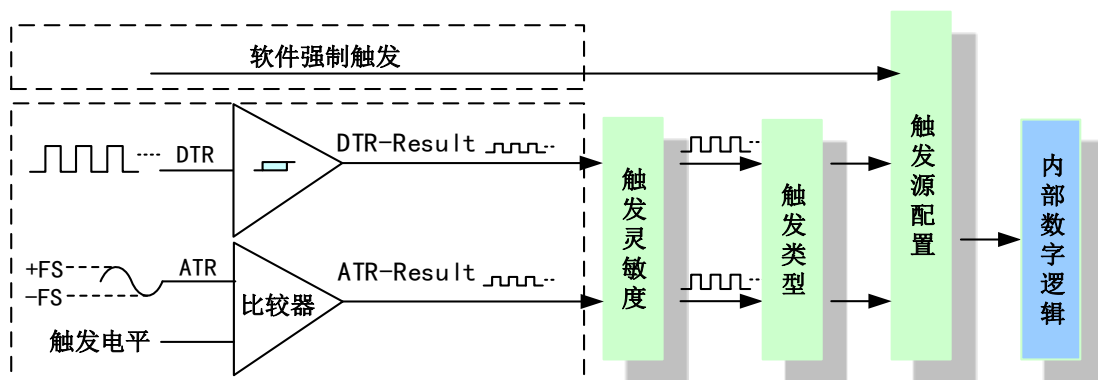 软件强制触发
DTR
DTR-Result
+FS
-FS
ATR
ATR-Result
比较器
触发电平
触发灵敏度
触发类型
触发源配置
内部数字逻辑